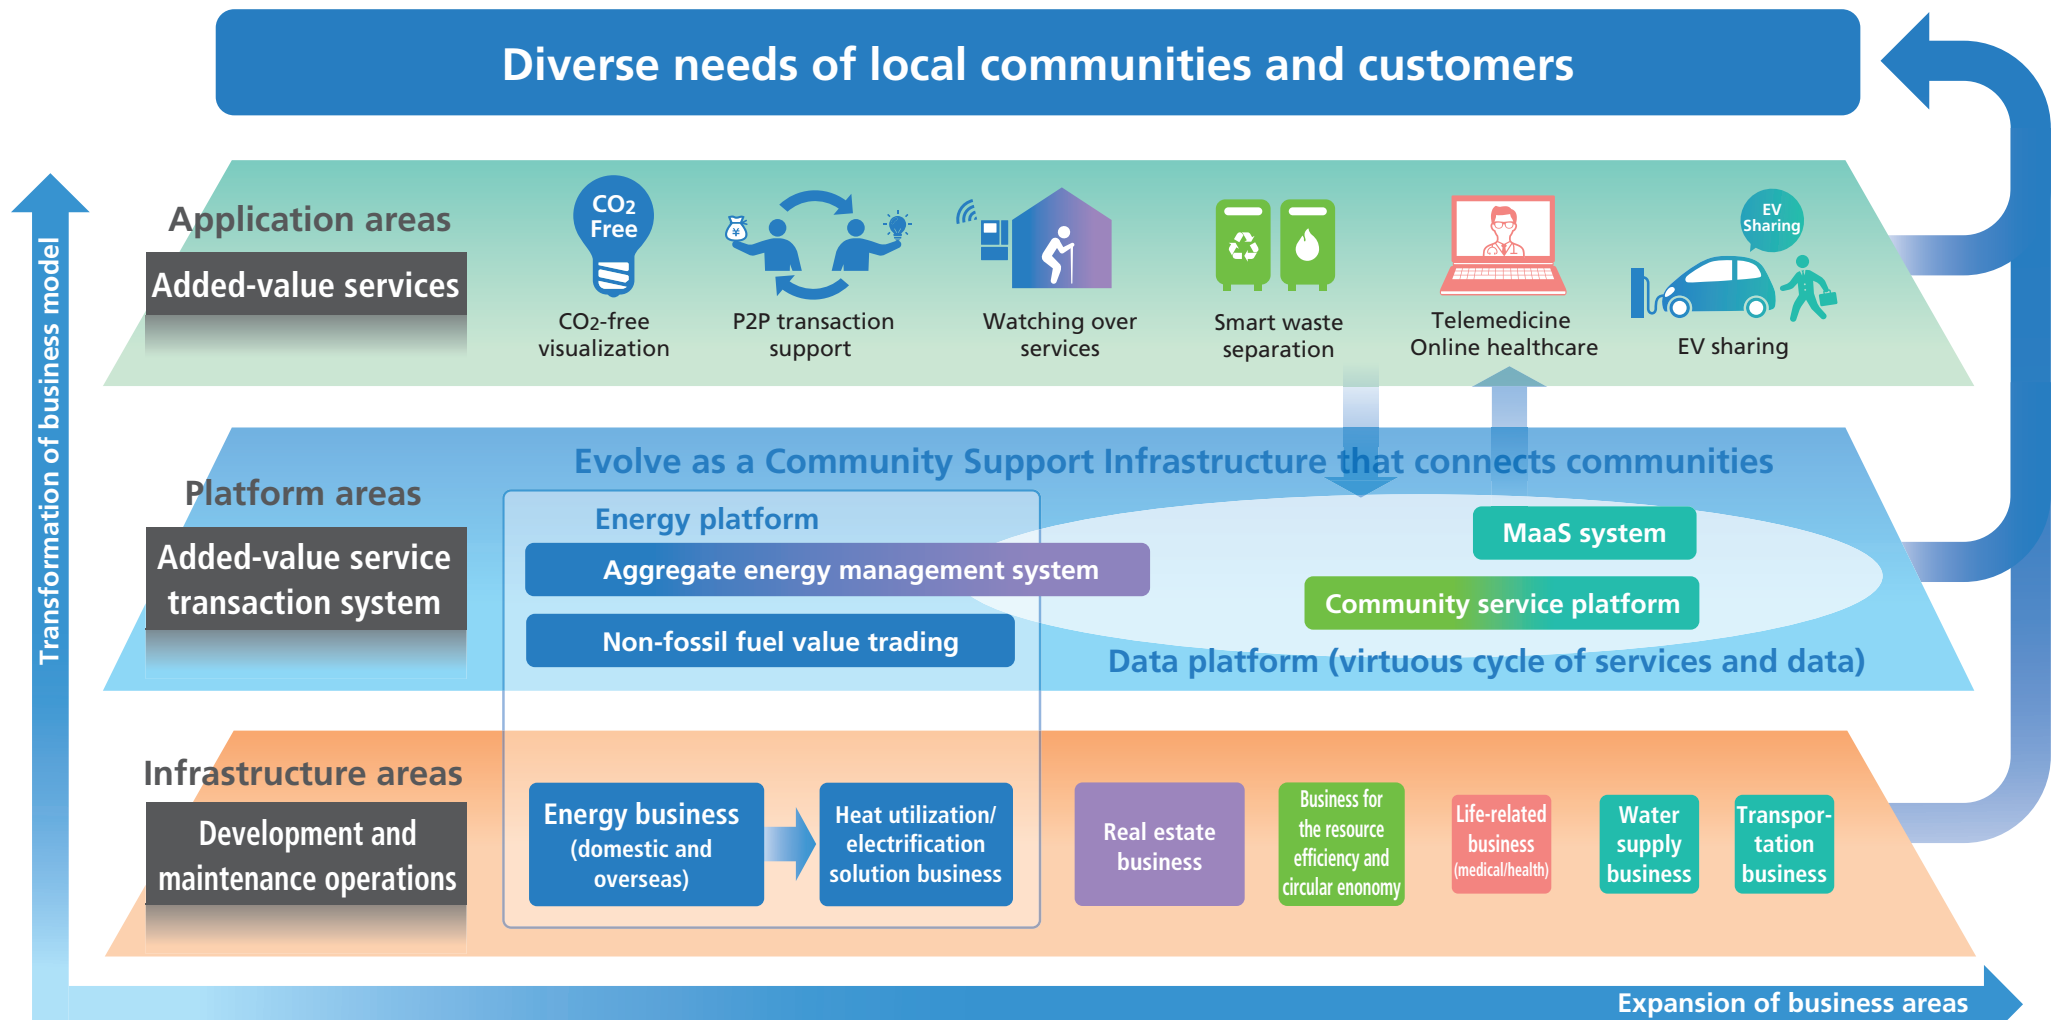 Diverse needs of local communities and customers
Transformation of business model
Application areas
Added-value services
CO2
Free
CO2-free
visualization
¥
P2P transaction
support
Watching over
services
Smart waste
separation
Telemedicine
Online healthcare
EV
Sharing
EV sharing
Evolve as a Community Support Infrastructure that connects communities
Platform areas
Added-value service
transaction system
Energy platform
Aggregate energy management system
Non-fossil fuel value trading
MaaS system
Community service platform
Data platform (virtuous cycle of services and data)
Infrastructure areas
Development and
maintenance operations
Energy business
(domestic and
overseas)
Heat utilization/
electrification
solution business
Real estate
business
Business for
the resource
efficiency and
circular enonomy
Life-related
business
(medical/health)
Water
supply
business
Transpor-
tation
business
Expansion of business areas